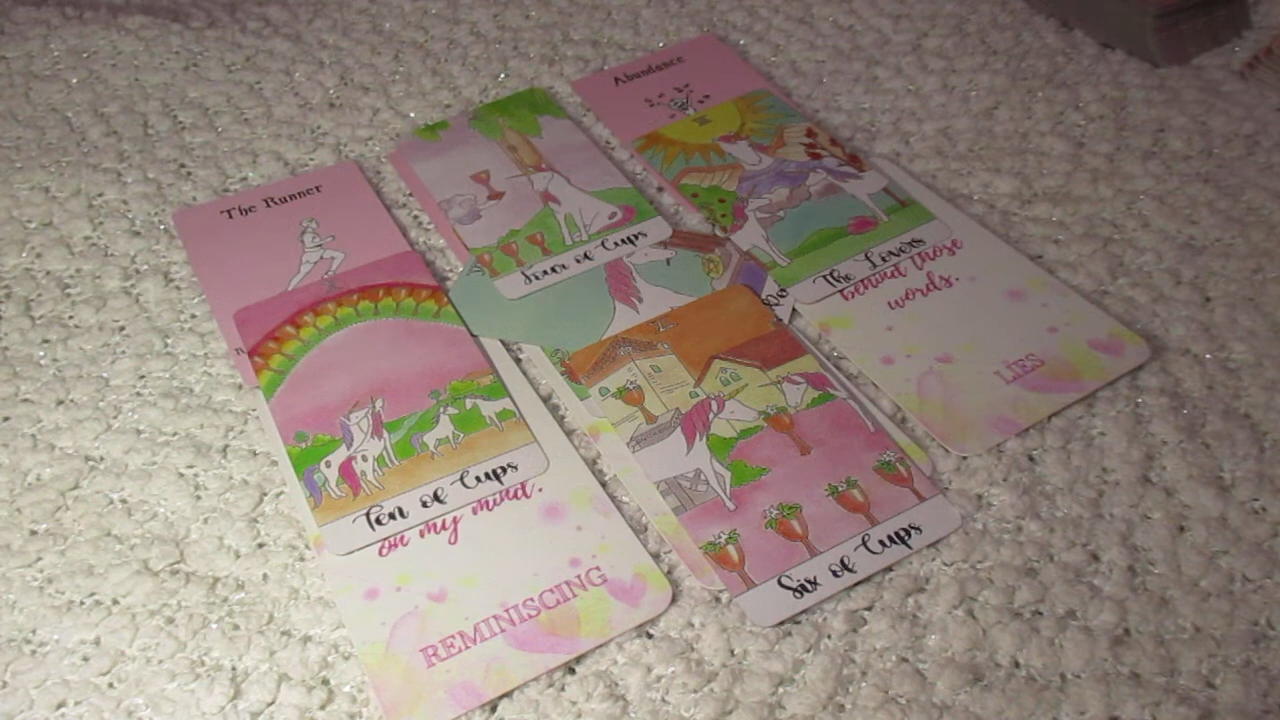 The Runner
Ten of Cups
on my mind.
REMINISCING
Four of Cups
Six of Cups
Abundance
The Lovers
behind those
words.
LIES